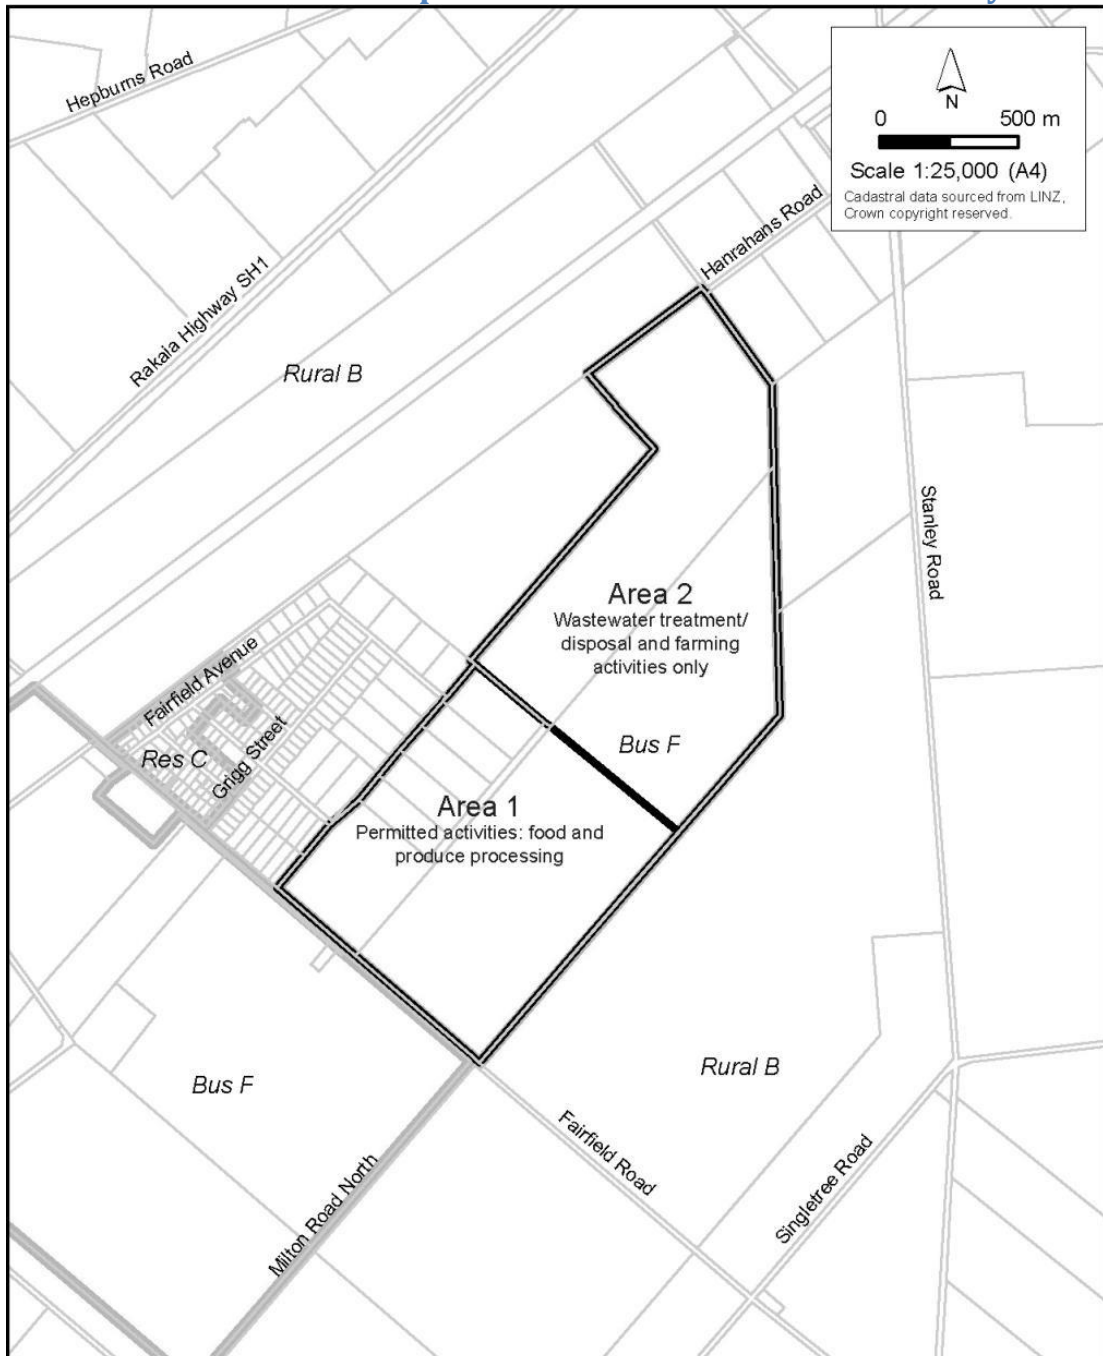 Hepburns Road
N
0 500 m
Scale 1:25,000 (A4)
Cadastral data sourced from LINZ,
Crown copyright reserved.
Hanrahans Road
Rakaia Highway SH1
Rural B
Stanley Road
Area 2
Wastewater treatment/
disposal and farming
activities only
Fairfield Avenue
Grigg Street
Res C
Bus F
Area 1
Permitted activities: food and
produce processing
Bus F
Rural B
Fairfield Road
Singletree Road
Milton Road North